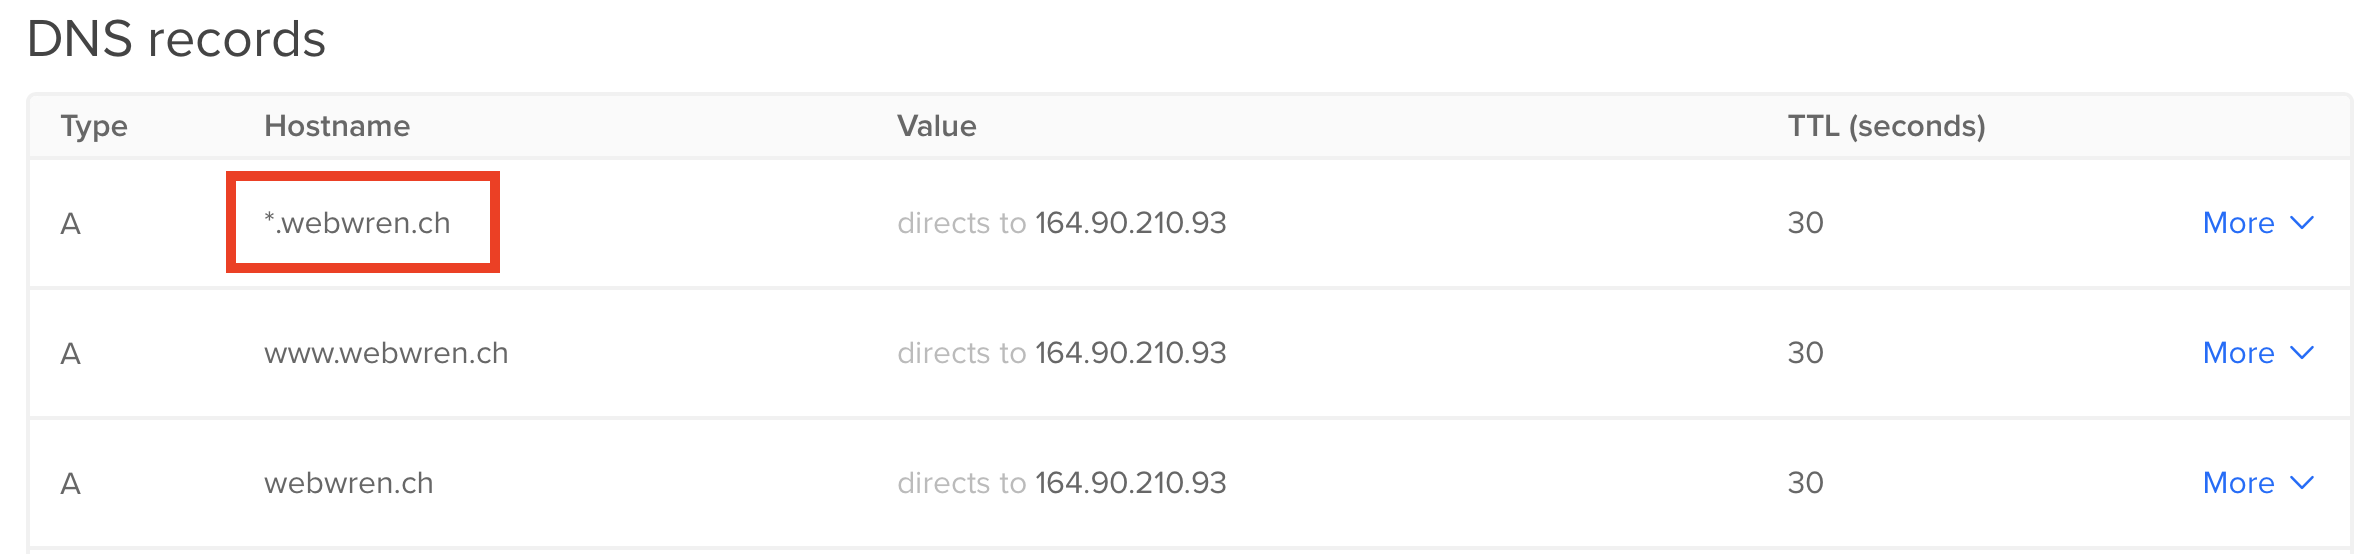 DNS records
Type Hostname Value TTL (seconds)
A *.webwren.ch directs to 164.90.210.93 30 More
A www.webwren.ch directs to 164.90.210.93 30 More
A webwren.ch directs to 164.90.210.93 30 More